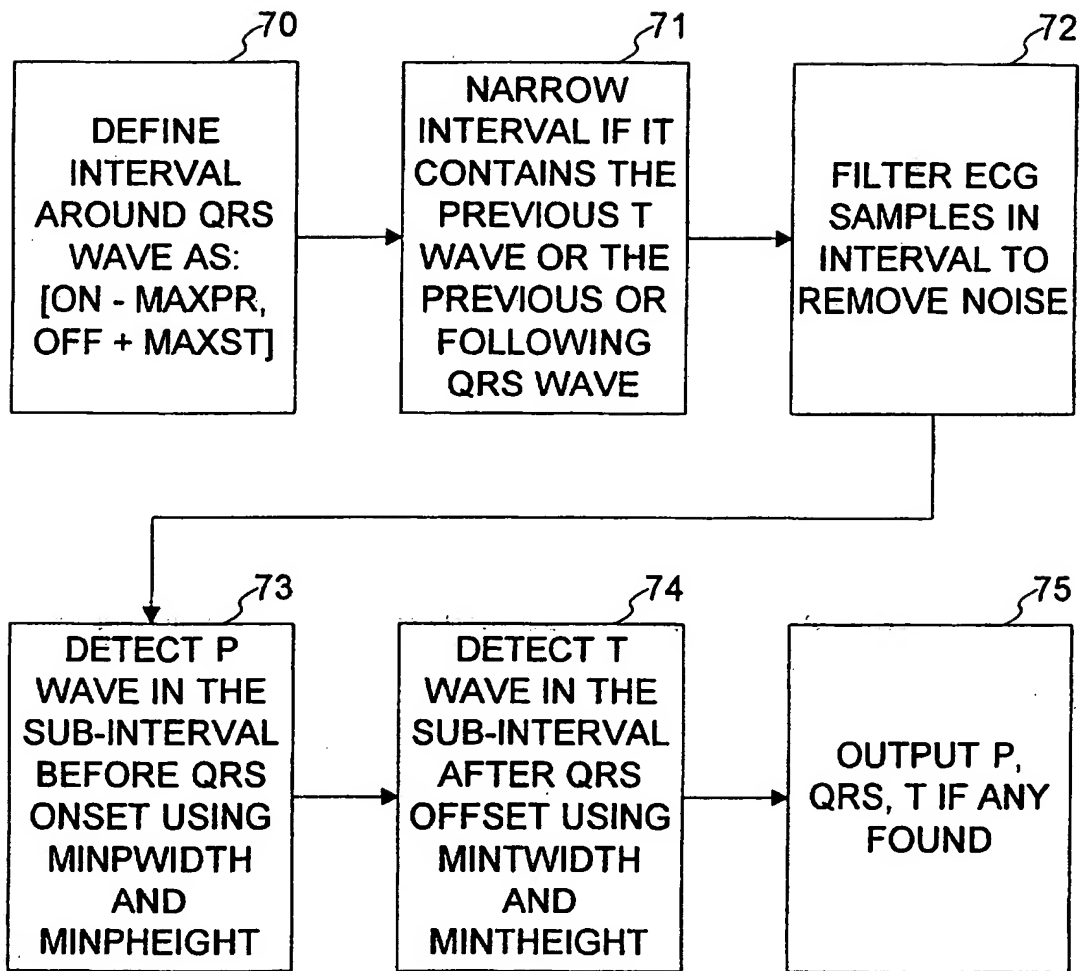 70
DEFINE
INTERVAL
AROUND QRS
WAVE AS:
[ON - MAXPR,
OFF + MAXST]
71
NARROW
INTERVAL IF IT
CONTAINS THE
PREVIOUS T
WAVE OR THE
PREVIOUS OR
FOLLOWING
QRS WAVE
72
FILTER ECG
SAMPLES IN
INTERVAL TO
REMOVE NOISE
73
DETECT P
WAVE IN THE
SUB-INTERVAL
BEFORE QRS
ONSET USING
MINPWIDTH
AND
MINPHEIGHT
74
DETECT T
WAVE IN THE
SUB-INTERVAL
AFTER QRS
OFFSET USING
MINTWIDTH
AND
MINTHEIGHT
75
OUTPUT P,
QRS, T IF ANY
FOUND